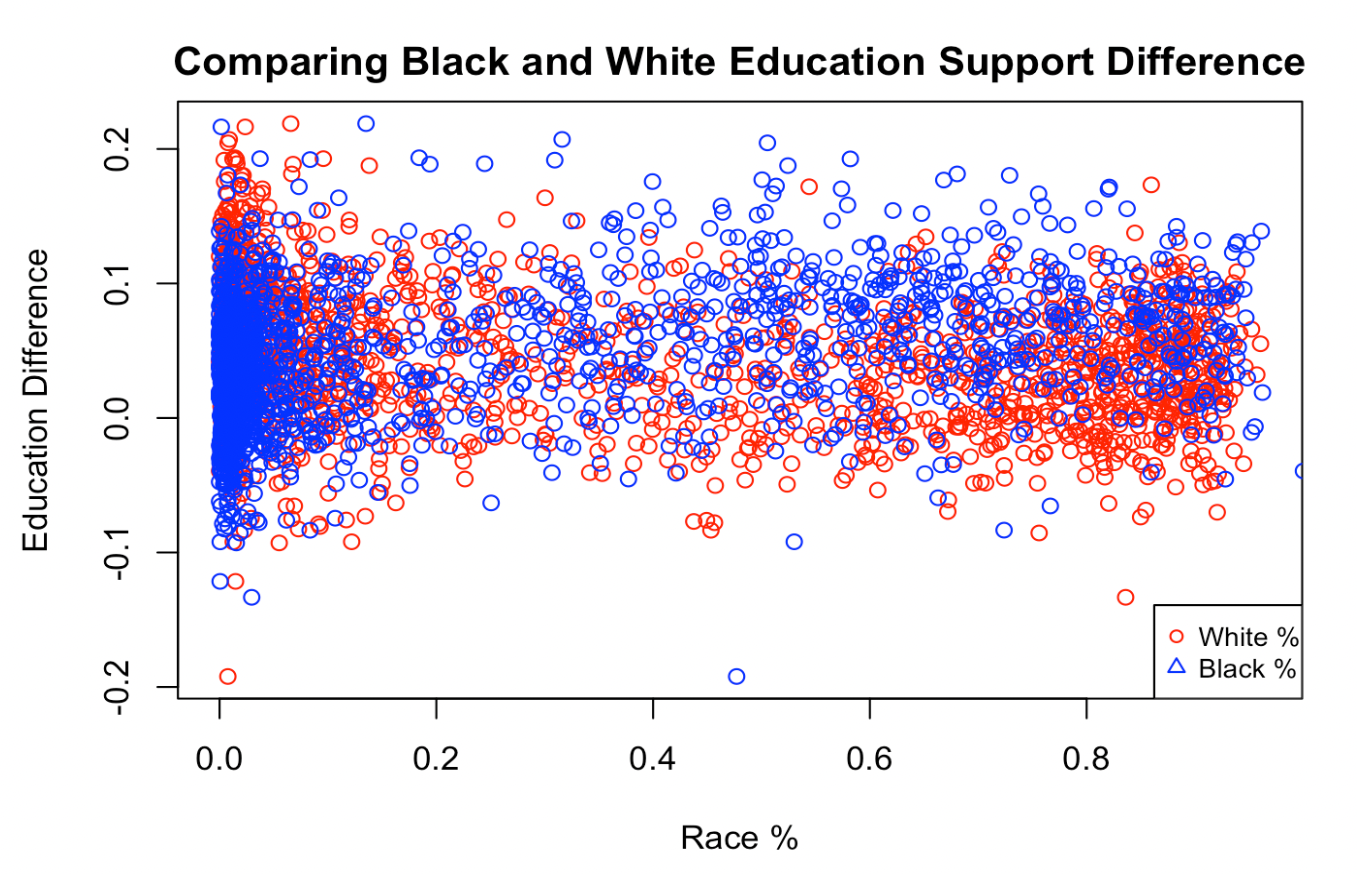 Comparing Black and White Education Support Difference
Education Difference
0.2
0.1
0.0
-0.1
-0.2
White %
Black %
0.0 0.2 0.4 0.6 0.8
Race %